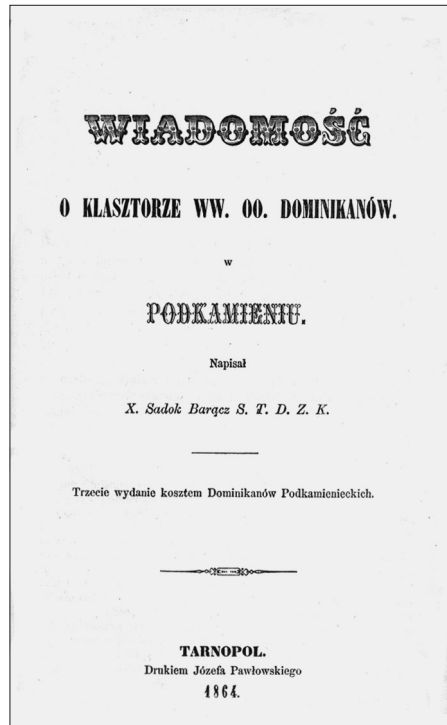 WIADOMOŚĆ
O KLASZTORZE WW. OO. DOMINIKANÓW.
w
PODKAMIENIU.
Napisał
X. Sadok Barącz S. T. D. Z. K.
Trzecie wydanie kosztem Dominikanów Podkamienieckich.
TARNOPOL.
Drukiem Józefa Pawłowskiego
1864.